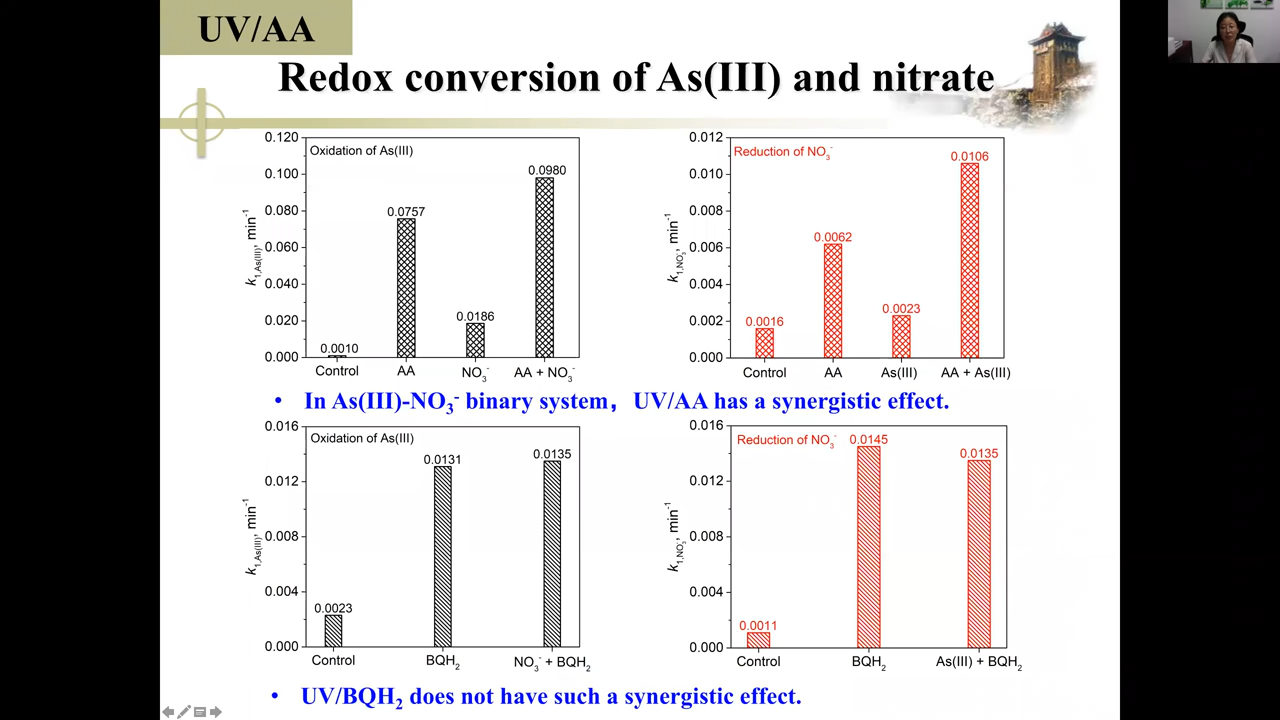 UV/AA
Redox conversion of As(III) and nitrate
Oxidation of As(III)
k1,As(III), min-1
0.120
0.100
0.080
0.060
0.040
0.020
0.000
0.0010
0.0757
0.0186
0.0980
Control
AA
NO3-
AA + NO3-
Reduction of NO3-
k1,NO3-, min-1
0.012
0.010
0.008
0.006
0.004
0.002
0.000
0.0016
0.0062
0.0023
0.0106
Control
AA
As(III)
AA + As(III)
• In As(III)-NO3- binary system，UV/AA has a synergistic effect.
Oxidation of As(III)
k1,As(III), min-1
0.016
0.012
0.008
0.004
0.000
0.0023
0.0131
0.0135
Control
BQH2
NO3- + BQH2
Reduction of NO3-
k1,NO3-, min-1
0.016
0.012
0.008
0.004
0.000
0.0011
0.0145
0.0135
Control
BQH2
As(III) + BQH2
• UV/BQH2 does not have such a synergistic effect.